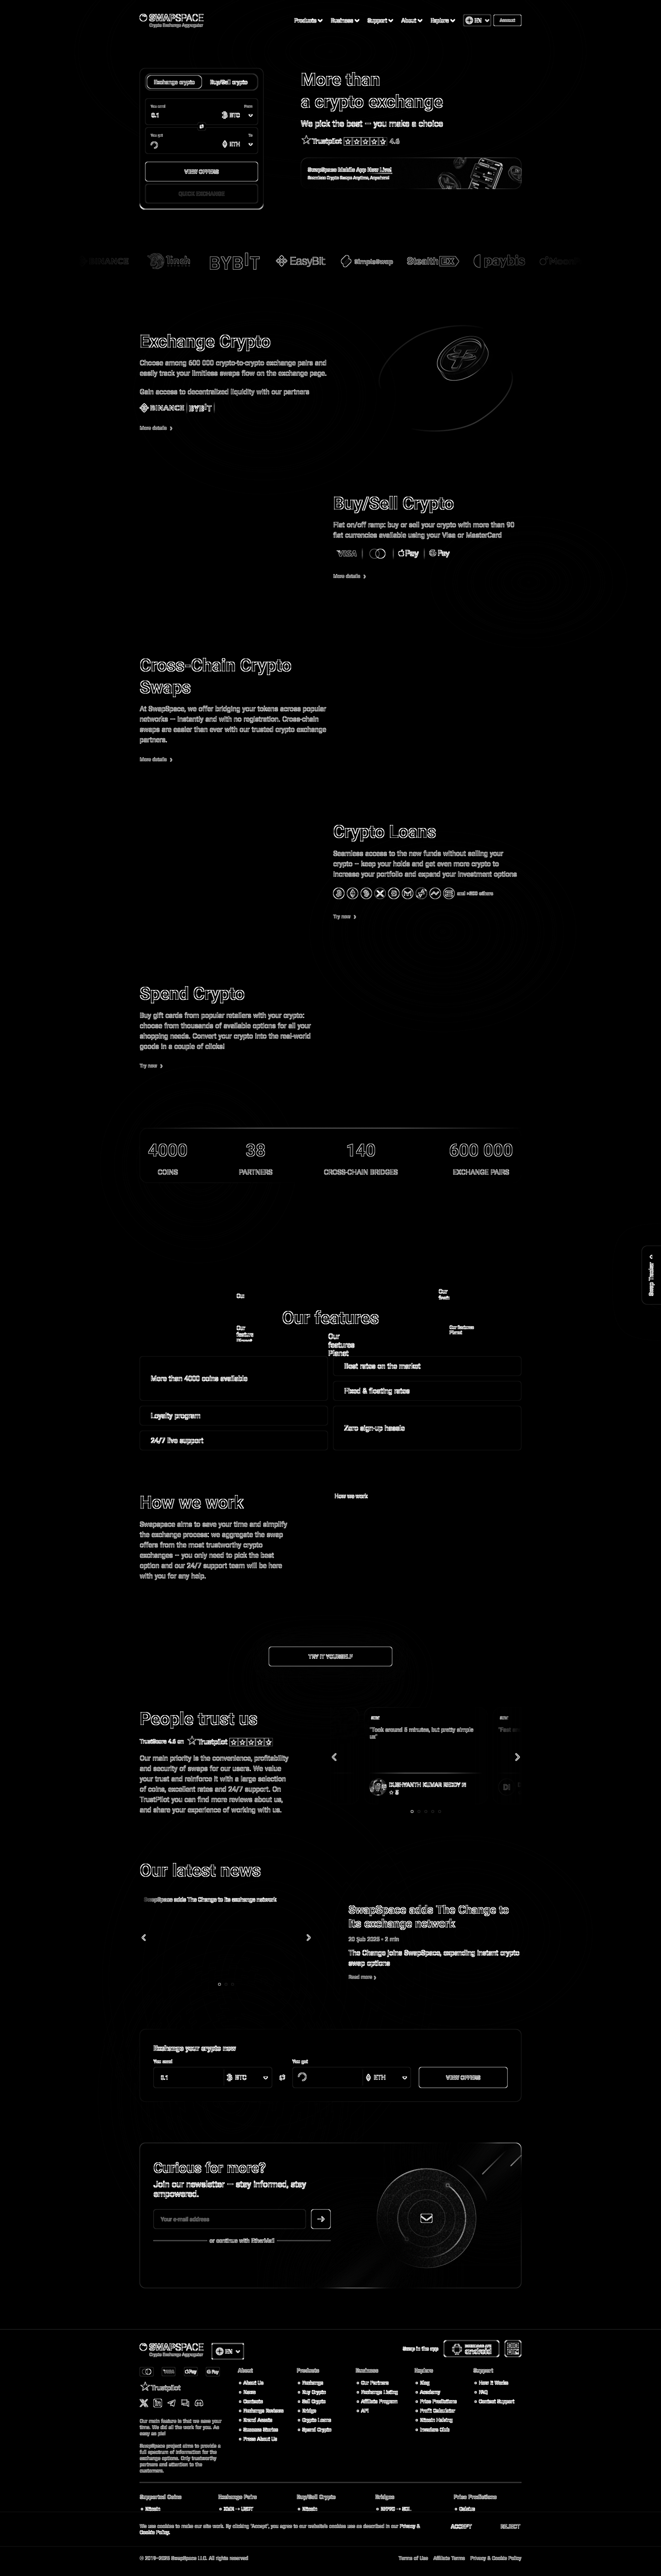 SWAPSPACE
Crypto Exchange Aggregator
Products
Business
Support
About
Explore
EN
Account
Exchange crypto
Buy/Sell crypto
You send
From
0.1
BTC
You get
To
ETH
VIEW OFFERS
QUICK EXCHANGE
More than
a crypto exchange
We pick the best — you make a choice
Trustpilot
4.6
SwapSpace Mobile App Now Live!
Seamless Crypto Swaps Anytime, Anywhere!
BYBIT
EasyBit
SimpleSwap
StealthEX
paybis
Exchange Crypto
Choose among 600 000 crypto-to-crypto exchange pairs and
easily track your limitless swaps flow on the exchange page.
Gain access to decentralized liquidity with our partners
BINANCE
BYBIT
More details
Buy/Sell Crypto
Fiat on/off ramp: buy or sell your crypto with more than 90
fiat currencies available using your Visa or MasterCard
VISA
Pay
G Pay
More details
Cross-Chain Crypto
Swaps
At SwapSpace, we offer bridging your tokens across popular
networks — instantly and with no registration. Cross-chain
swaps are easier than ever with our trusted crypto exchange
partners.
More details
Crypto Loans
Seamless access to the new funds without selling your
crypto — keep your holds and get even more crypto to
increase your portfolio and expand your investment options
Try now
Spend Crypto
Buy gift cards from popular retailers with your crypto:
choose from thousands of available options for all your
shopping needs. Convert your crypto into the real-world
goods in a couple of clicks!
Try now
4000
38
140
600 000
COINS
PARTNERS
CROSS-CHAIN BRIDGES
EXCHANGE PAIRS
Swap Tracker
Our
Our
Our features
Our
Our
features
Planet
Our features
Planet
More than 4000 coins available
Best rates on the market
Fixed & floating rates
Loyalty program
24/7 live support
Zero sign-up hassle
How we work
How we work
Swapspace aims to save your time and simplify
the exchange process: we aggregate the swap
offers from the most trustworthy crypto
exchanges — you only need to pick the best
option and our 24/7 support team will be here
with you for any help.
TRY IT YOURSELF
People trust us
TrustScore 4.6 on
Trustpilot
Our main priority is the convenience, profitability
and security of swaps for our users. We value
your trust and reinforce it with a large selection
of coins, excellent rates and 24/7 support. On
TrustPilot you can find more reviews about us,
and share your experience of working with us.
"Took around 5 minutes, but pretty simple
us"
DUSHYANTH KUMAR REDDY M
5
Our latest news
SwapSpace adds The Change to its exchange network
SwapSpace adds The Change to
its exchange network
2 min
The Change joins SwapSpace, expanding instant crypto
swap options
Read more
Exchange your crypto now
You send
You get
0.1
BTC
ETH
VIEW OFFERS
Curious for more?
Join our newsletter — stay informed, stay
empowered.
Your e-mail address
or continue with EtherMail
SWAPSPACE
Crypto Exchange Aggregator
EN
Swap in the app
android
Pay
G Pay
Trustpilot
Our main feature is that we save your
time. We did all the work for you. As
easy as pie!
SwapSpace project aims to provide a
full spectrum of information for the
exchange options. Only trustworthy
partners and attention to the
customers.
About
About Us
News
Contacts
Exchange Reviews
Brand Assets
Success Stories
Press About Us
Products
Exchange
Buy Crypto
Sell Crypto
Bridge
Crypto Loans
Spend Crypto
Business
Our Partners
Exchange Listing
Affiliate Program
API
Explore
Blog
Academy
Price Predictions
Profit Calculator
Bitcoin Halving
Invaders Club
Support
How It Works
FAQ
Contact Support
Supported Coins
Exchange Pairs
Buy/Sell Crypto
Bridges
Price Predictions
Bitcoin
Bitcoin
Celsius
We use cookies to make our site work. By clicking 'Accept', you agree to our website's cookies use as described in our Privacy &
Cookie Policy.
ACCEPT
REJECT
SwapSpace LLC. All rights reserved
Terms of Use
Affiliate Terms
Privacy & Cookie Policy